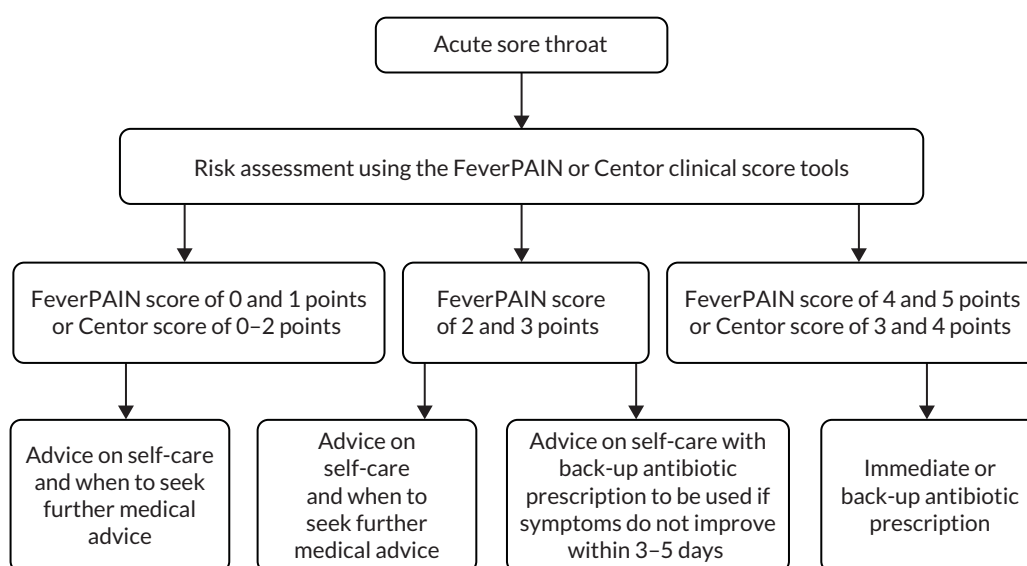 Acute sore throat
Risk assessment using the FeverPAIN or Centor clinical score tools
FeverPAIN score of 0 and 1 points
or Centor score of 0–2 points
FeverPAIN score
of 2 and 3 points
FeverPAIN score of 4 and 5 points
or Centor score of 3 and 4 points
Advice on self-care
and when to seek
further medical
advice
Advice on
self-care
and when to
seek further
medical advice
Advice on self-care with
back-up antibiotic
prescription to be used if
symptoms do not improve
within 3–5 days
Immediate or
back-up antibiotic
prescription